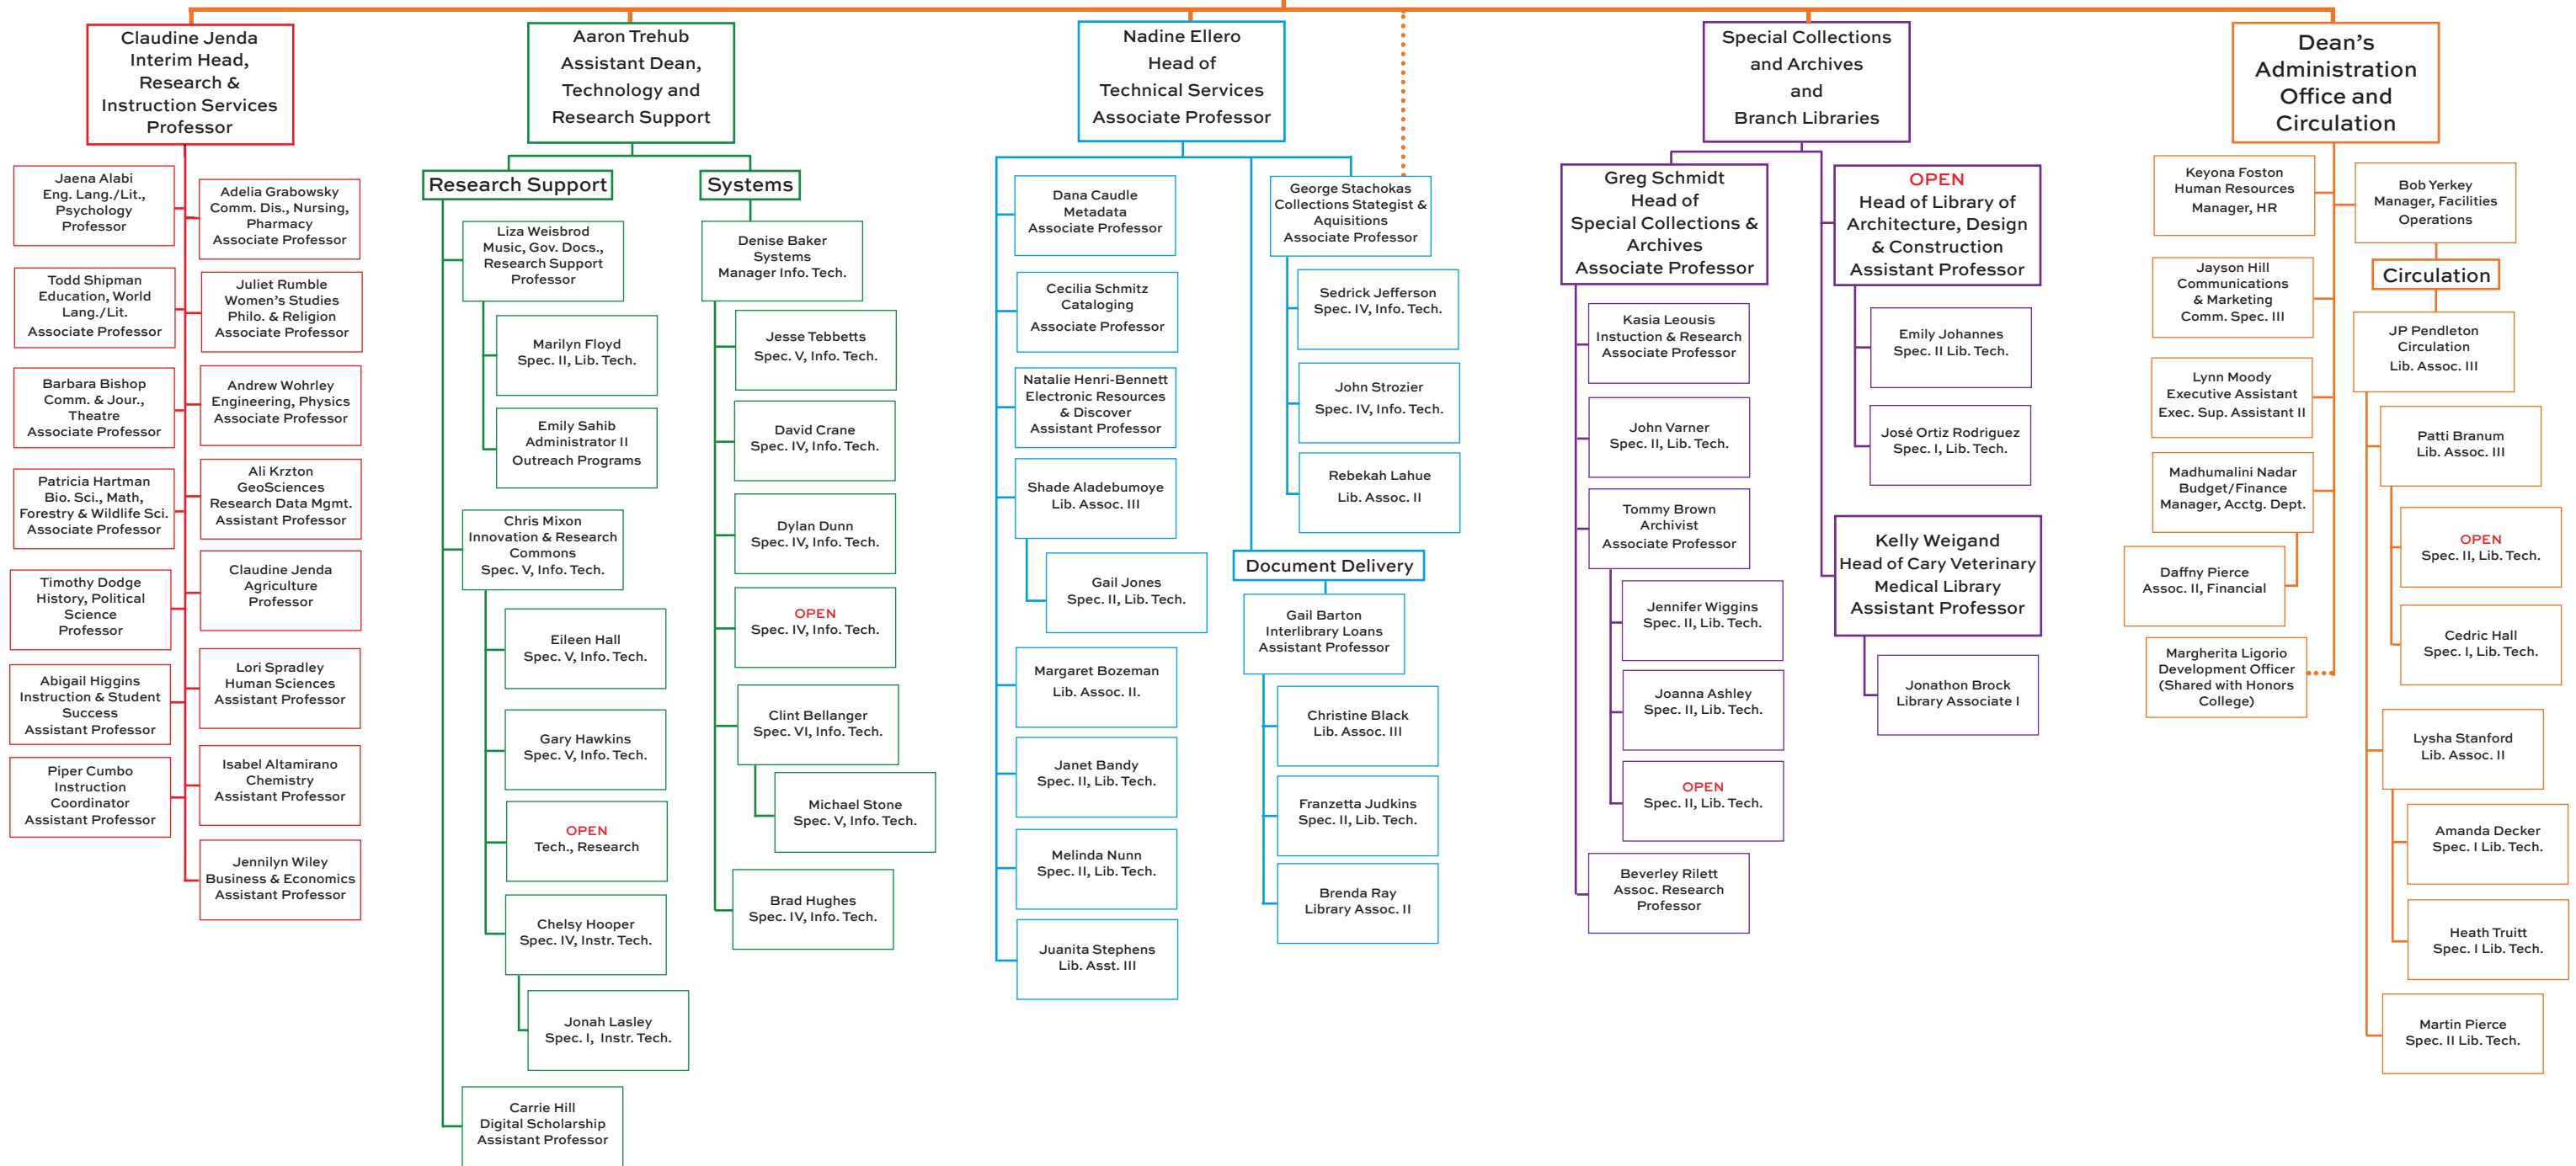 Claudine Jenda
Interim Head,
Research &
Instruction Services
Professor
Jaena Alabi
Eng. Lang./Lit.,
Psychology
Professor
Adelia Grabowsky
Comm. Dis., Nursing,
Pharmacy
Associate Professor
Todd Shipman
Education, World
Lang./Lit.
Associate Professor
Juliet Rumble
Women's Studies
Philo. & Religion
Associate Professor
Barbara Bishop
Comm. & Jour.,
Theatre
Associate Professor
Andrew Wohrley
Engineering, Physics
Associate Professor
Patricia Hartman
Bio. Sci., Math,
Forestry & Wildlife Sci.
Associate Professor
Ali Krzton
GeoSciences
Research Data Mgmt.
Assistant Professor
Timothy Dodge
History, Political
Science
Professor
Claudine Jenda
Agriculture
Professor
Abigail Higgins
Instruction & Student
Success
Assistant Professor
Lori Spradley
Human Sciences
Assistant Professor
Piper Cumbo
Instruction
Coordinator
Assistant Professor
Isabel Altamirano
Chemistry
Assistant Professor
Jennilyn Wiley
Business & Economics
Assistant Professor
Aaron Trehub
Assistant Dean,
Technology and
Research Support
Research Support
Liza Weisbrod
Music, Gov. Docs.,
Research Support
Professor
Marilyn Floyd
Spec. II, Lib. Tech.
Emily Sahib
Administrator II
Outreach Programs
Chris Mixon
Innovation & Research
Commons
Spec. V, Info. Tech.
Eileen Hall
Spec. V, Info. Tech.
Gary Hawkins
Spec. V, Info. Tech.
OPEN
Tech., Research
Chelsy Hooper
Spec. IV, Instr. Tech.
Jonah Lasley
Spec. I, Instr. Tech.
Carrie Hill
Digital Scholarship
Assistant Professor
Systems
Denise Baker
Systems
Manager Info. Tech.
Jesse Tebbetts
Spec. V, Info. Tech.
David Crane
Spec. IV, Info. Tech.
Dylan Dunn
Spec. IV, Info. Tech.
OPEN
Spec. IV, Info. Tech.
Clint Bellanger
Spec. VI, Info. Tech.
Michael Stone
Spec. V, Info. Tech.
Brad Hughes
Spec. IV, Info. Tech.
Nadine Ellero
Head of
Technical Services
Associate Professor
Dana Caudle
Metadata
Associate Professor
Cecilia Schmitz
Cataloging
Associate Professor
Natalie Henri-Bennett
Electronic Resources
& Discover
Assistant Professor
Shade Aladebumoye
Lib. Assoc. III
Gail Jones
Spec. II, Lib. Tech.
Margaret Bozeman
Lib. Assoc. II.
Janet Bandy
Spec. II, Lib. Tech.
Melinda Nunn
Spec. II, Lib. Tech.
Juanita Stephens
Lib. Asst. III
George Stachokas
Collections Stategist &
Aquisitions
Associate Professor
Sedrick Jefferson
Spec. IV, Info. Tech.
John Strozier
Spec. IV, Info. Tech.
Rebekah Lahue
Lib. Assoc. II
Document Delivery
Gail Barton
Interlibrary Loans
Assistant Professor
Christine Black
Lib. Assoc. III
Franzetta Judkins
Spec. II, Lib. Tech.
Brenda Ray
Library Assoc. II
Special Collections
and Archives
and
Branch Libraries
Greg Schmidt
Head of
Special Collections &
Archives
Associate Professor
Kasia Leousis
Instuction & Research
Associate Professor
John Varner
Spec. II, Lib. Tech.
Tommy Brown
Archivist
Associate Professor
Jennifer Wiggins
Spec. II, Lib. Tech.
Joanna Ashley
Spec. II, Lib. Tech.
OPEN
Spec. II, Lib. Tech.
Beverley Rilett
Assoc. Research
Professor
OPEN
Head of Library of
Architecture, Design
& Construction
Assistant Professor
Emily Johannes
Spec. II Lib. Tech.
José Ortiz Rodriguez
Spec. I, Lib. Tech.
Kelly Weigand
Head of Cary Veterinary
Medical Library
Assistant Professor
Jonathon Brock
Library Associate I
Dean's
Administration
Office and
Circulation
Keyona Foston
Human Resources
Manager, HR
Jayson Hill
Communications
& Marketing
Comm. Spec. III
Lynn Moody
Executive Assistant
Exec. Sup. Assistant II
Madhumalini Nadar
Budget/Finance
Manager, Acctg. Dept.
Daffny Pierce
Assoc. II, Financial
Margherita Ligorio
Development Officer
(Shared with Honors
College)
Bob Yerkey
Manager, Facilities
Operations
Circulation
JP Pendleton
Circulation
Lib. Assoc. III
Patti Branum
Lib. Assoc. III
OPEN
Spec. II, Lib. Tech.
Cedric Hall
Spec. I, Lib. Tech.
Lysha Stanford
Lib. Assoc. II
Amanda Decker
Spec. I Lib. Tech.
Heath Truitt
Spec. I Lib. Tech.
Martin Pierce
Spec. II Lib. Tech.